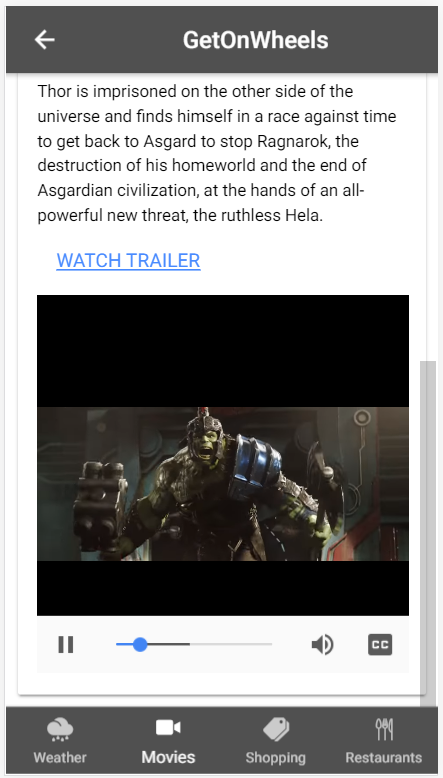 GetOnWheels
Thor is imprisoned on the other side of the
universe and finds himself in a race against time
to get back to Asgard to stop Ragnarok, the
destruction of his homeworld and the end of
Asgardian civilization, at the hands of an all-
powerful new threat, the ruthless Hela.
WATCH TRAILER
CC
Weather
Movies
Shopping
Restaurants